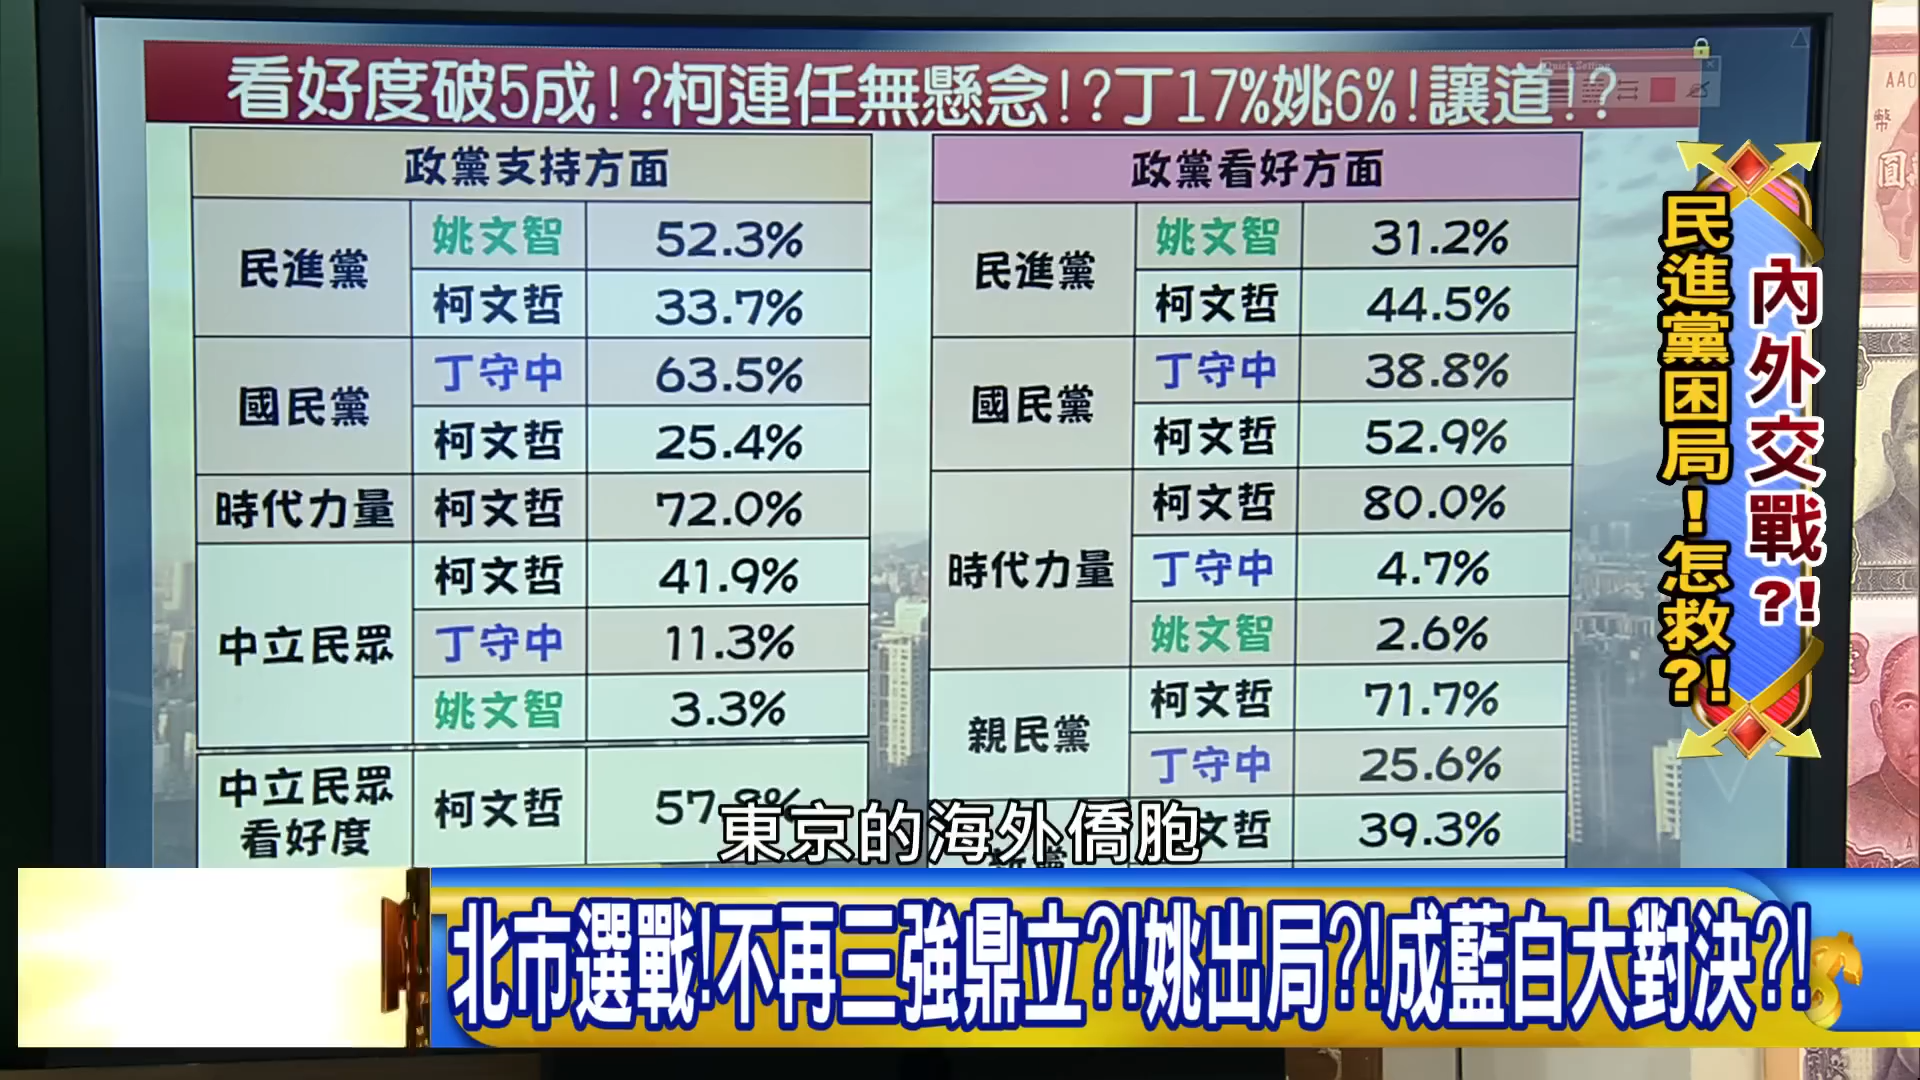 看好度破5成!?柯連任無懸念!?丁17%姚6%!讓道!?
Quick Setting
政黨支持方面
民進黨
姚文智 52.3%
柯文哲 33.7%
國民黨
丁守中 63.5%
柯文哲 25.4%
時代力量 柯文哲 72.0%
中立民眾
柯文哲 41.9%
丁守中 11.3%
姚文智 3.3%
中立民眾
看好度
柯文哲
政黨看好方面
民進黨
姚文智 31.2%
柯文哲 44.5%
國民黨
丁守中 38.8%
柯文哲 52.9%
時代力量
柯文哲 80.0%
丁守中 4.7%
姚文智 2.6%
親民黨
柯文哲 71.7%
丁守中 25.6%
文哲 39.3%
內外交戰?!
民進黨困局!怎救?!
東京的海外僑胞
北市選戰!不再三強鼎立?!姚出局?!成藍白大對決?!